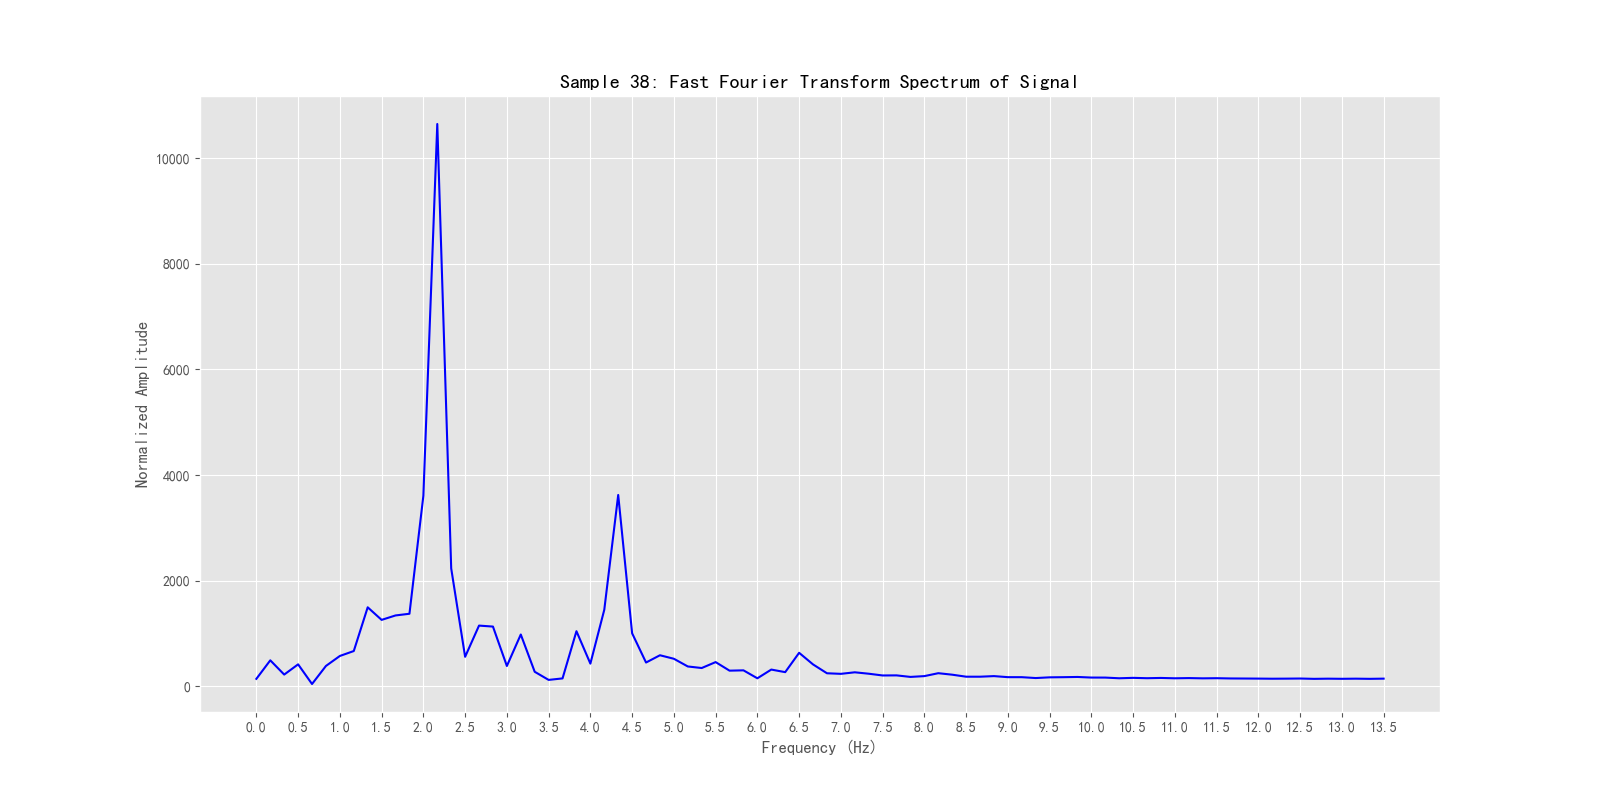 Sample 38: Fast Fourier Transform Spectrum of Signal
10000
8000
6000
4000
2000
0
Normalized Amplitude
0.0 0.5 1.0 1.5 2.0 2.5 3.0 3.5 4.0 4.5 5.0 5.5 6.0 6.5 7.0 7.5 8.0 8.5 9.0 9.5 10.0 10.5 11.0 11.5 12.0 12.5 13.0 13.5
Frequency (Hz)